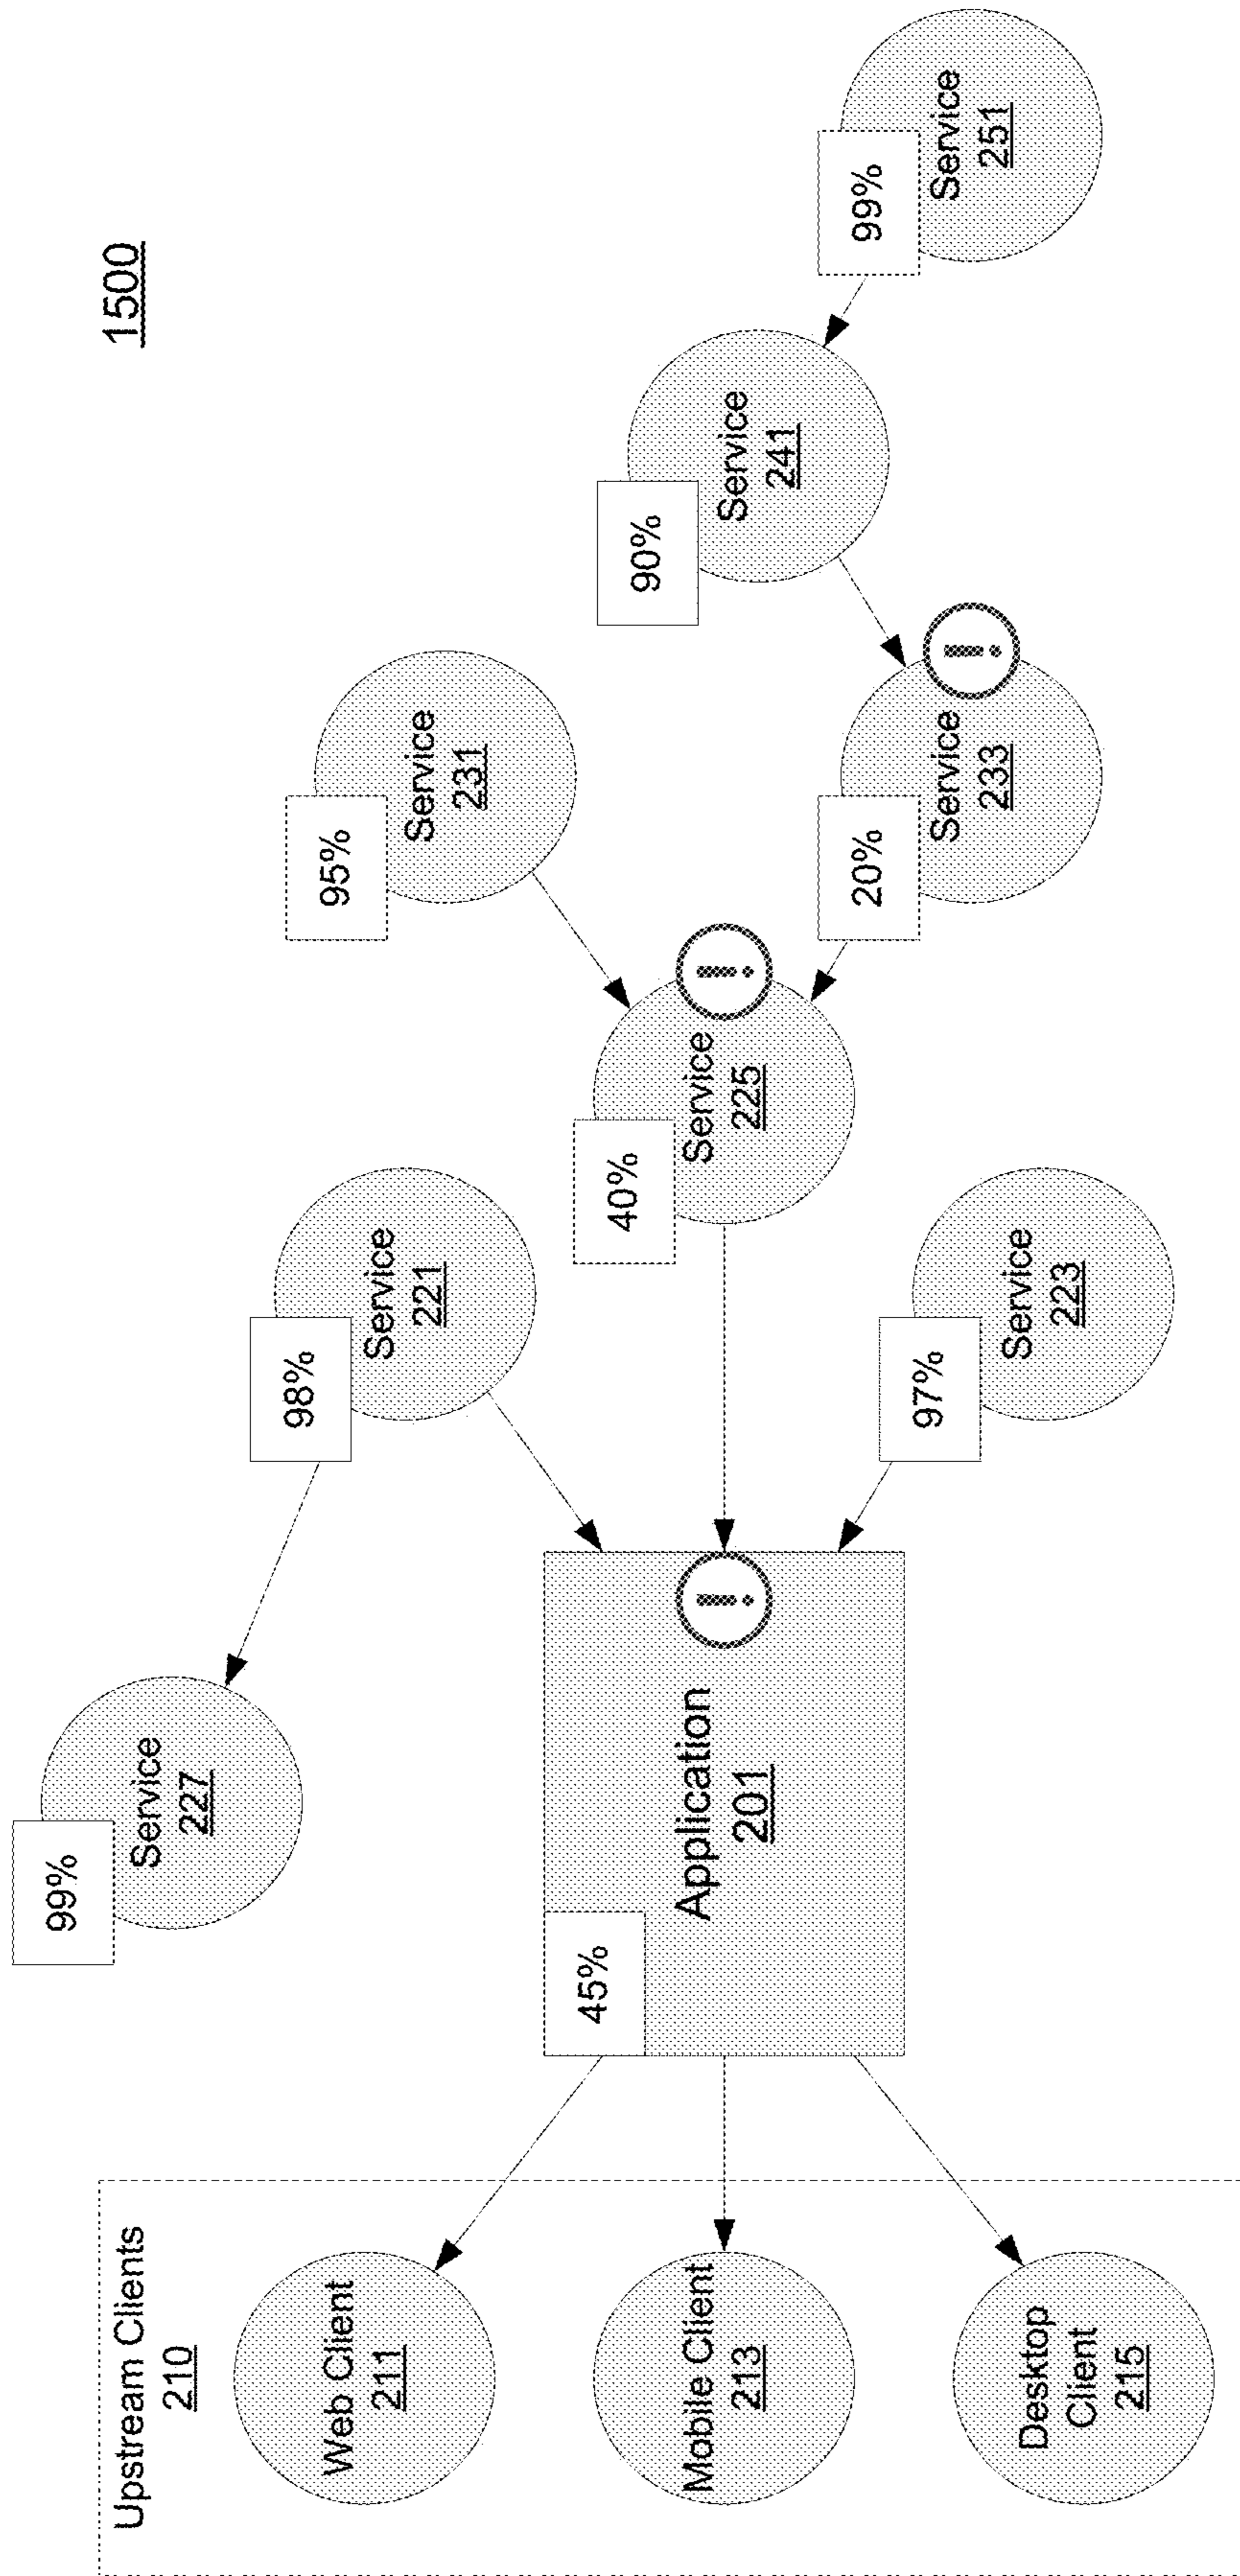 1500
Upstream Clients
210
Web Client
211
Mobile Client
213
Desktop
Client
215
45%
Application
201
i
99%
Service
227
98%
Service
221
97%
Service
223
40%
Service
225
i
95%
Service
231
20%
Service
233
i
90%
Service
241
99%
Service
251